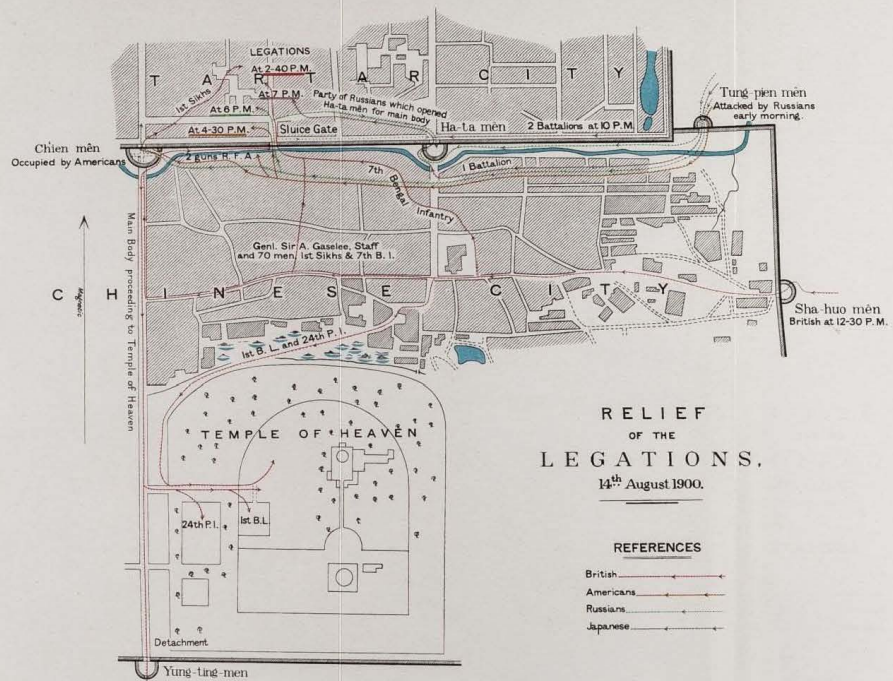 LEGATIONS
At 2-40 P.M.
TARTAR CITY
1st Sikhs
At 7 P.M.
At 6 P.M.
Party of Russians which opened
Ha-ta mên for main body
At 4-30 P.M.
Sluice Gate
Ha-ta mên
2 Battalions at 10 P.M.
Tung-pien mên
Attacked by Russians
early morning.
Ch'ien mên
Occupied by Americans
2 guns R.F.A.
7th Bengal Infantry
1 Battalion
Genl. Sir A. Gaselee, Staff
and 70 men, 1st Sikhs & 7th B.I.
CHINESE CITY
Magnetic
Main Body proceeding to Temple of Heaven
Sha-huo mên
British at 12-30 P.M.
1st B.L. and 24th P.I.
TEMPLE OF HEAVEN
24th P.I.
1st B.L.
Detachment
Yung-ting-men
RELIEF
OF THE
LEGATIONS,
14th August 1900.
REFERENCES
British
Americans
Russians
Japanese